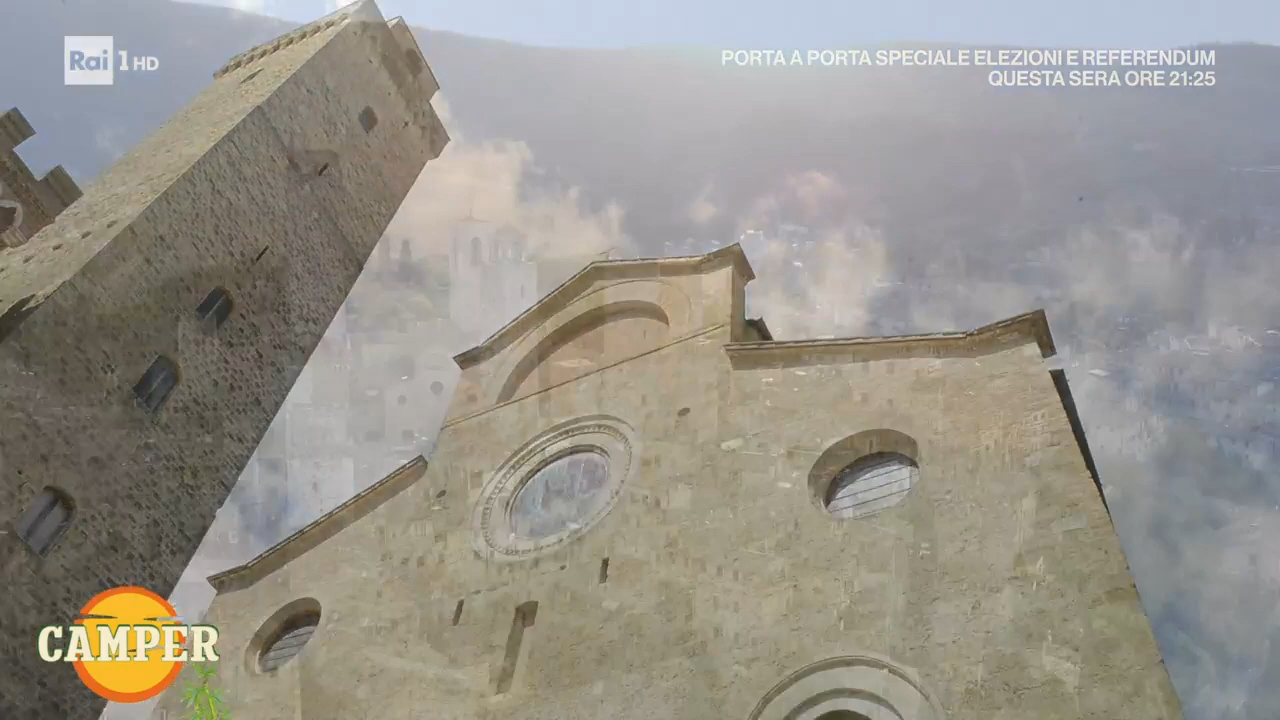 Rai 1 HD
PORTA A PORTA SPECIALE ELEZIONI E REFERENDUM
QUESTA SERA ORE 21:25
CAMPER